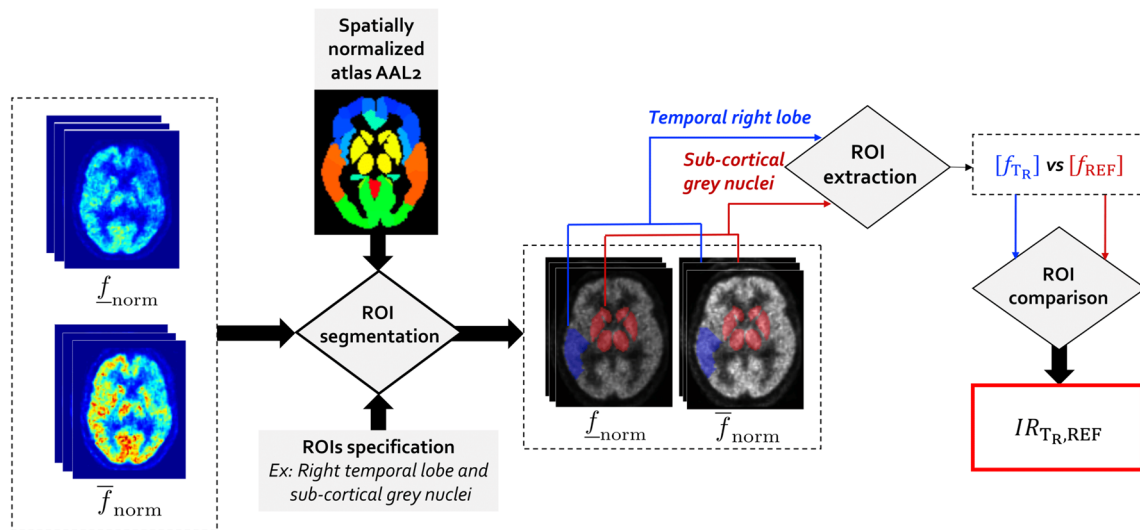 Spatially
normalized
atlas AAL2
Temporal right lobe
Sub-cortical
grey nuclei
ROI
extraction
[f_TR] vs [f_REF]
f_norm
ROI
segmentation
ROI
comparison
f̅_norm
ROIs specification
Ex: Right temporal lobe and
sub-cortical grey nuclei
f_norm
f̅_norm
IR_TR,REF